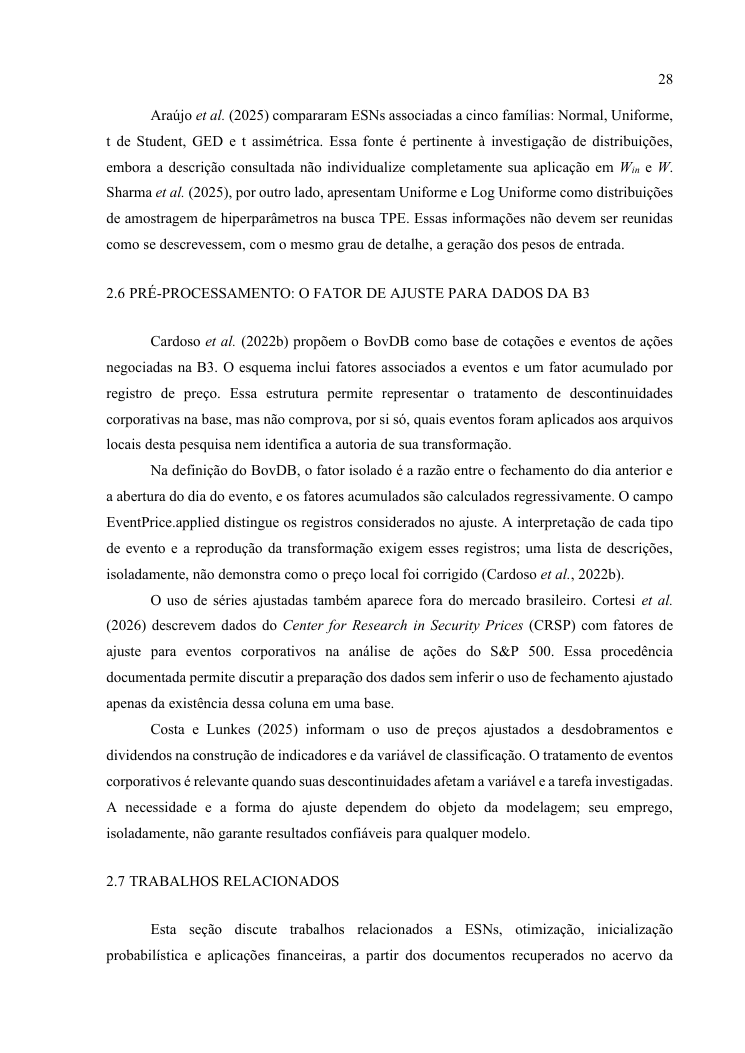 28
Araújo et al. (2025) compararam ESNs associadas a cinco famílias: Normal, Uniforme,
t de Student, GED e t assimétrica. Essa fonte é pertinente à investigação de distribuições,
embora a descrição consultada não individualize completamente sua aplicação em Win e W.
Sharma et al. (2025), por outro lado, apresentam Uniforme e Log Uniforme como distribuições
de amostragem de hiperparâmetros na busca TPE. Essas informações não devem ser reunidas
como se descrevessem, com o mesmo grau de detalhe, a geração dos pesos de entrada.
2.6 PRÉ-PROCESSAMENTO: O FATOR DE AJUSTE PARA DADOS DA B3
Cardoso et al. (2022b) propõem o BovDB como base de cotações e eventos de ações
negociadas na B3. O esquema inclui fatores associados a eventos e um fator acumulado por
registro de preço. Essa estrutura permite representar o tratamento de descontinuidades
corporativas na base, mas não comprova, por si só, quais eventos foram aplicados aos arquivos
locais desta pesquisa nem identifica a autoria de sua transformação.
Na definição do BovDB, o fator isolado é a razão entre o fechamento do dia anterior e
a abertura do dia do evento, e os fatores acumulados são calculados regressivamente. O campo
EventPrice.applied distingue os registros considerados no ajuste. A interpretação de cada tipo
de evento e a reprodução da transformação exigem esses registros; uma lista de descrições,
isoladamente, não demonstra como o preço local foi corrigido (Cardoso et al., 2022b).
O uso de séries ajustadas também aparece fora do mercado brasileiro. Cortesi et al.
(2026) descrevem dados do Center for Research in Security Prices (CRSP) com fatores de
ajuste para eventos corporativos na análise de ações do S&P 500. Essa procedência
documentada permite discutir a preparação dos dados sem inferir o uso de fechamento ajustado
apenas da existência dessa coluna em uma base.
Costa e Lunkes (2025) informam o uso de preços ajustados a desdobramentos e
dividendos na construção de indicadores e da variável de classificação. O tratamento de eventos
corporativos é relevante quando suas descontinuidades afetam a variável e a tarefa investigadas.
A necessidade e a forma do ajuste dependem do objeto da modelagem; seu emprego,
isoladamente, não garante resultados confiáveis para qualquer modelo.
2.7 TRABALHOS RELACIONADOS
Esta seção discute trabalhos relacionados a ESNs, otimização, inicialização
probabilística e aplicações financeiras, a partir dos documentos recuperados no acervo da